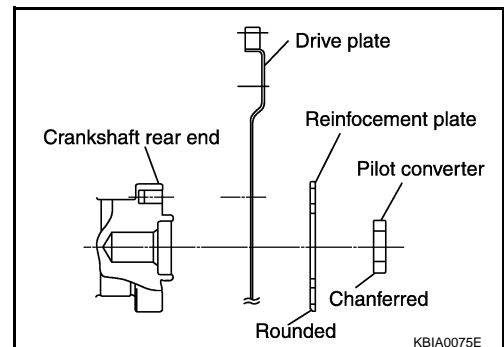 Drive plate
Reinfocement plate
Crankshaft rear end
Pilot converter
Chanferred
Rounded
KBIA0075E